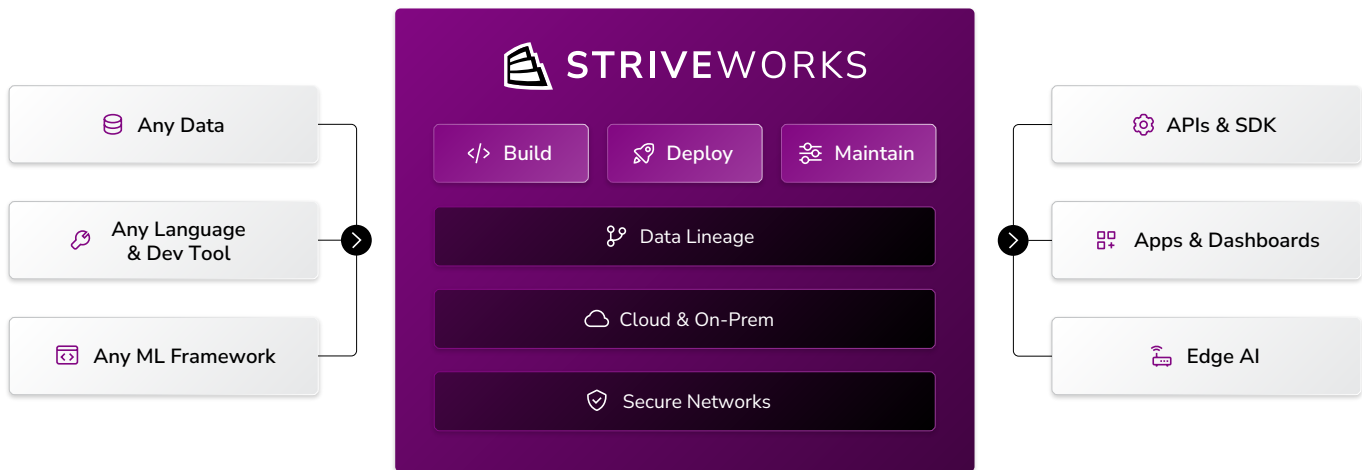 STRIVEWORKS
Any Data
Any Language
& Dev Tool
Any ML Framework
Build
Deploy
Maintain
Data Lineage
Cloud & On-Prem
Secure Networks
APIs & SDK
Apps & Dashboards
Edge AI